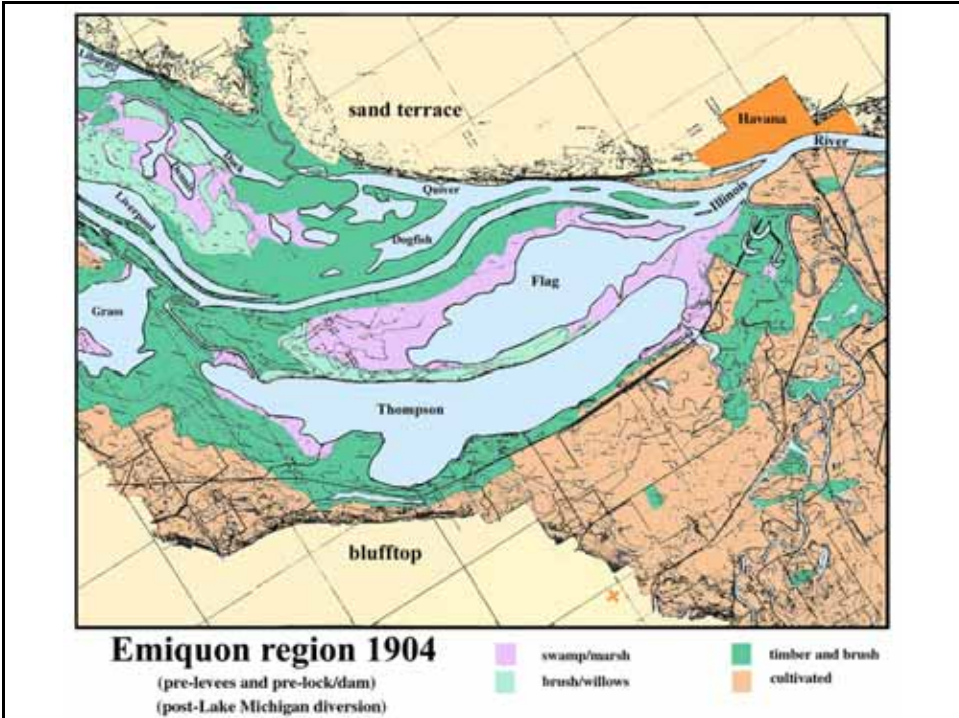 sand terrace
Havana
River
Illinois
Quiver
Duck
Liverpool
Dogfish
Flag
Grass
Thompson
blufftop
Emiquon region 1904
(pre-levees and pre-lock/dam)
(post-Lake Michigan diversion)
swamp/marsh
brush/willows
timber and brush
cultivated